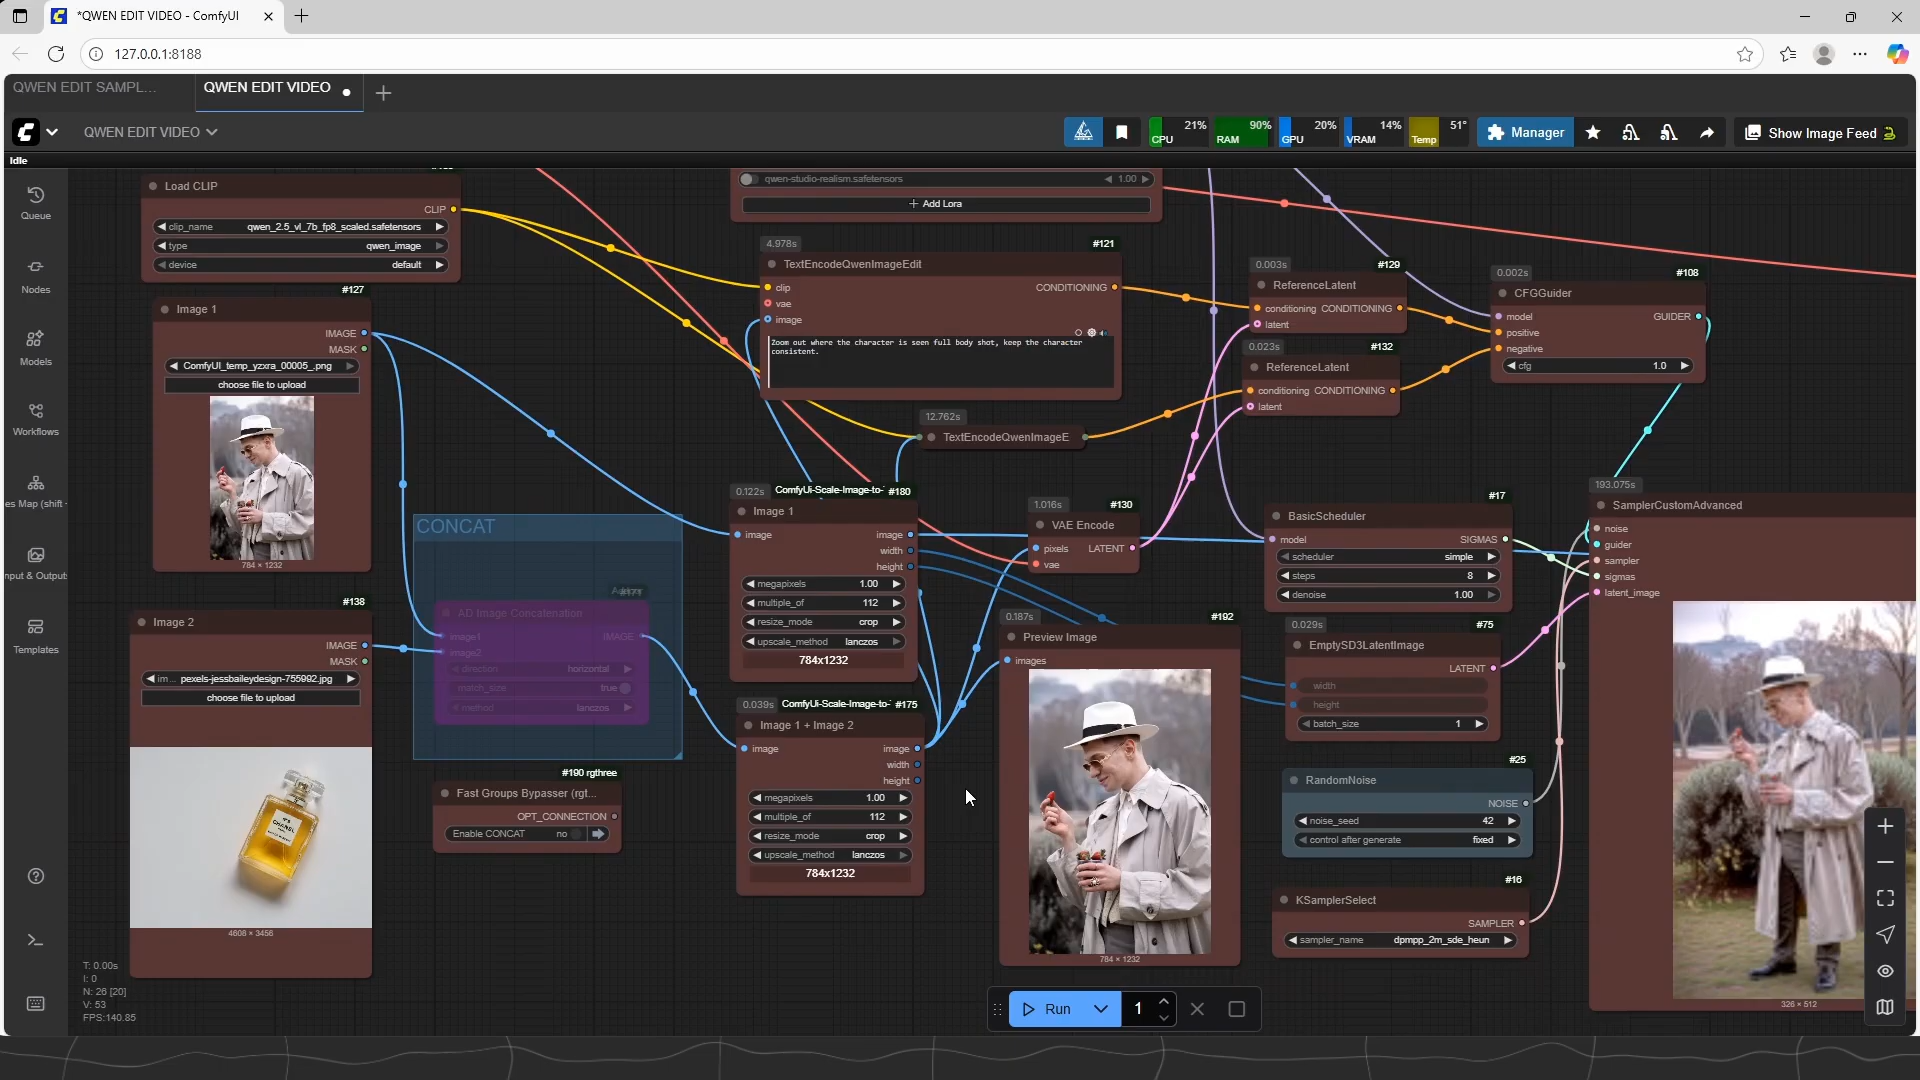 *QWEN EDIT VIDEO - ComfyUI
127.0.0.1:8188
QWEN EDIT SAMPL...
QWEN EDIT VIDEO
QWEN EDIT VIDEO
CPU 21%
RAM 90%
GPU 20%
VRAM 14%
Temp 51°
Manager
Show Image Feed
Idle
Queue
Nodes
Models
Workflows
es Map (shift -
nput & Output
Templates
Load CLIP
CLIP
clip_name qwen_2.5_vl_7b_fp8_scaled.safetensors
type qwen_image
device default
#127
Image 1
IMAGE
MASK
ComfyUI_temp_yzxra_00005_.png
choose file to upload
784 × 1232
#138
Image 2
IMAGE
MASK
im... pexels-jessbaileydesign-755992.jpg
choose file to upload
N°5
CHANEL
4608 × 3456
T: 0.00s
I: 0
N: 26 [20]
V: 53
FPS:140.85
CONCAT
AD Image Concatenation
image1 IMAGE
image2
direction horizontal
match_size true
method lanczos
#190 rgthree
Fast Groups Bypasser (rgt...
OPT_CONNECTION
Enable CONCAT no
qwen-studio-realism.safetensors 1.00
+ Add Lora
4.978s #121
TextEncodeQwenImageEdit
clip CONDITIONING
vae
image
Zoom out where the character is seen full body shot, keep the character
consistent.
12.762s
TextEncodeQwenImageE
0.122s ComfyUi-Scale-Image-to- #180
Image 1
image image
width
height
megapixels 1.00
multiple_of 112
resize_mode crop
upscale_method lanczos
784x1232
0.039s ComfyUi-Scale-Image-to- #175
Image 1 + Image 2
image image
width
height
megapixels 1.00
multiple_of 112
resize_mode crop
upscale_method lanczos
784x1232
1.016s #130
VAE Encode
pixels LATENT
vae
0.187s #192
Preview Image
images
784 × 1232
0.003s #129
ReferenceLatent
conditioning CONDITIONING
latent
0.023s #132
ReferenceLatent
conditioning CONDITIONING
latent
0.002s #108
CFGGuider
model GUIDER
positive
negative
cfg 1.0
#17
BasicScheduler
model SIGMAS
scheduler simple
steps 8
denoise 1.00
0.029s #75
EmptySD3LatentImage
LATENT
width
height
batch_size 1
#25
RandomNoise
NOISE
noise_seed 42
control after generate fixed
#16
KSamplerSelect
SAMPLER
sampler_name dpmpp_2m_sde_heun
193.075s
SamplerCustomAdvanced
noise
guider
sampler
sigmas
latent_image
326 × 512
Run 1